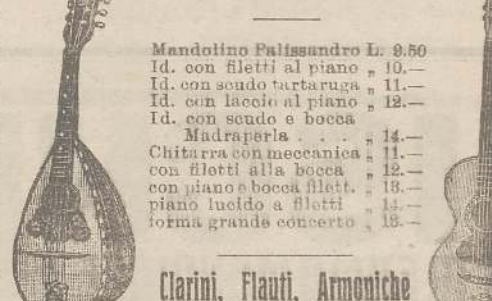 Mandolino Palissandro L. 9.50
Id. con filetti al piano „ 10.—
Id. con scudo tartaruga „ 11.—
Id. con laccio al piano „ 12.—
Id. con scudo e bocca
Madraperla . . . . „ 14.—
Chitarra con meccanica „ 11.—
con filetti alla bocca „ 12.—
con piano e bocca filett. „ 13.—
piano lucido a filetti „ 14.—
forma grande concerto „ 18.—
Clarini, Flauti, Armoniche